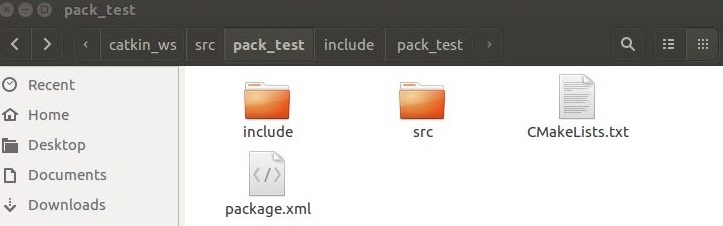 pack_test
catkin_ws src pack_test include pack_test
Recent
Home
Desktop
Documents
Downloads
include src CMakeLists.txt
package.xml